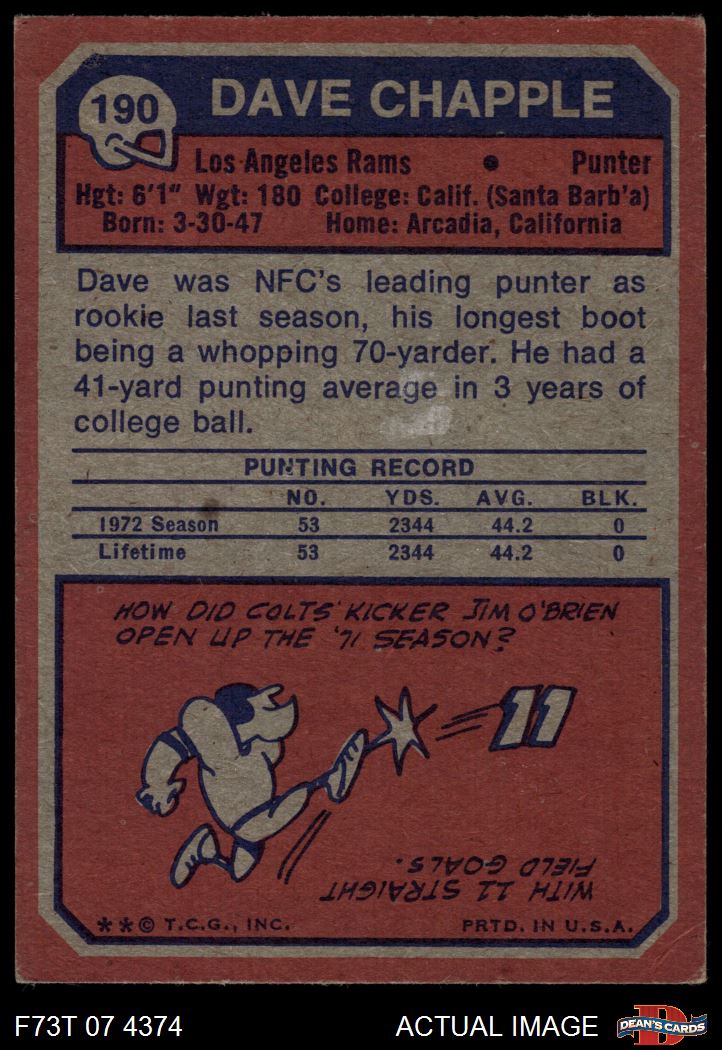 190
DAVE CHAPPLE
Los Angeles Rams • Punter
Hgt: 6'1" Wgt: 180 College: Calif. (Santa Barb'a)
Born: 3-30-47 Home: Arcadia, California
Dave was NFC's leading punter as
rookie last season, his longest boot
being a whopping 70-yarder. He had a
41-yard punting average in 3 years of
college ball.
PUNTING RECORD
NO. YDS. AVG. BLK.
1972 Season 53 2344 44.2 0
Lifetime 53 2344 44.2 0
HOW DID COLTS' KICKER JIM O'BRIEN
OPEN UP THE '71 SEASON?
11
WITH 11 STRAIGHT
FIELD GOALS.
**© T.C.G., INC. PRTD. IN U.S.A.
F73T 07 4374 ACTUAL IMAGE
D
DEAN'S CARDS